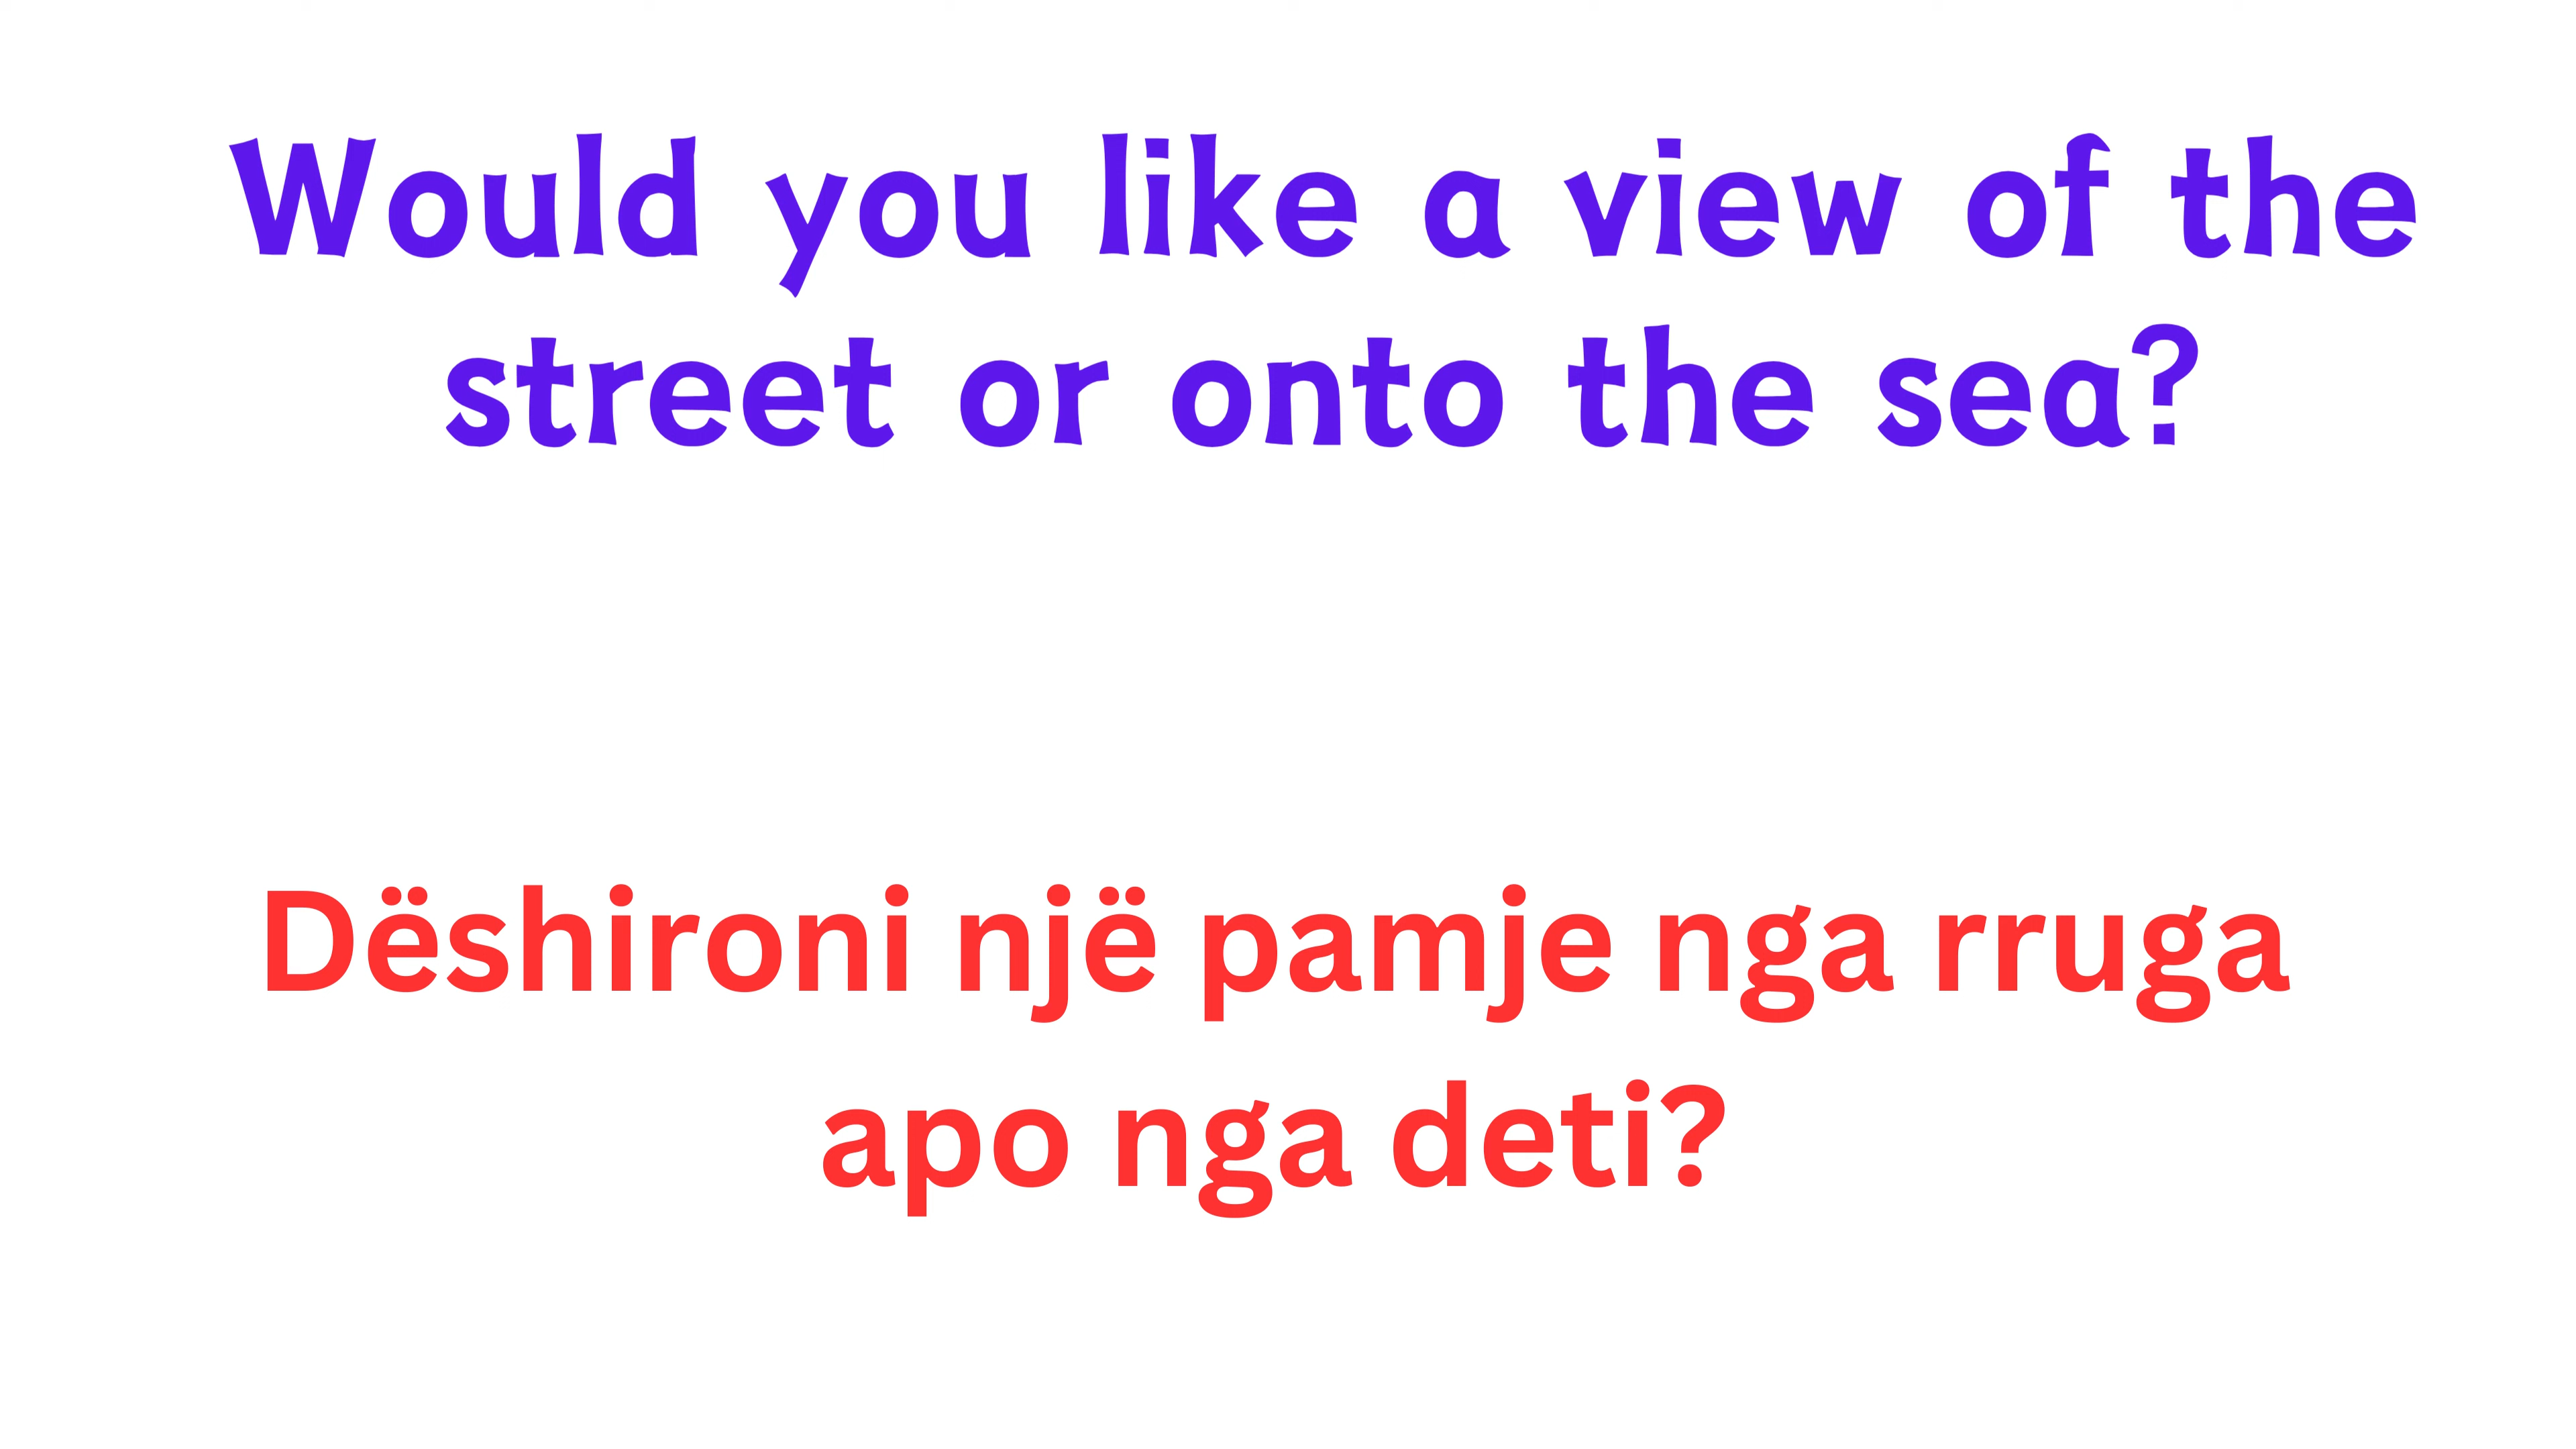 Would you like a view of the
street or onto the sea?
Dëshironi një pamje nga rruga
apo nga deti?